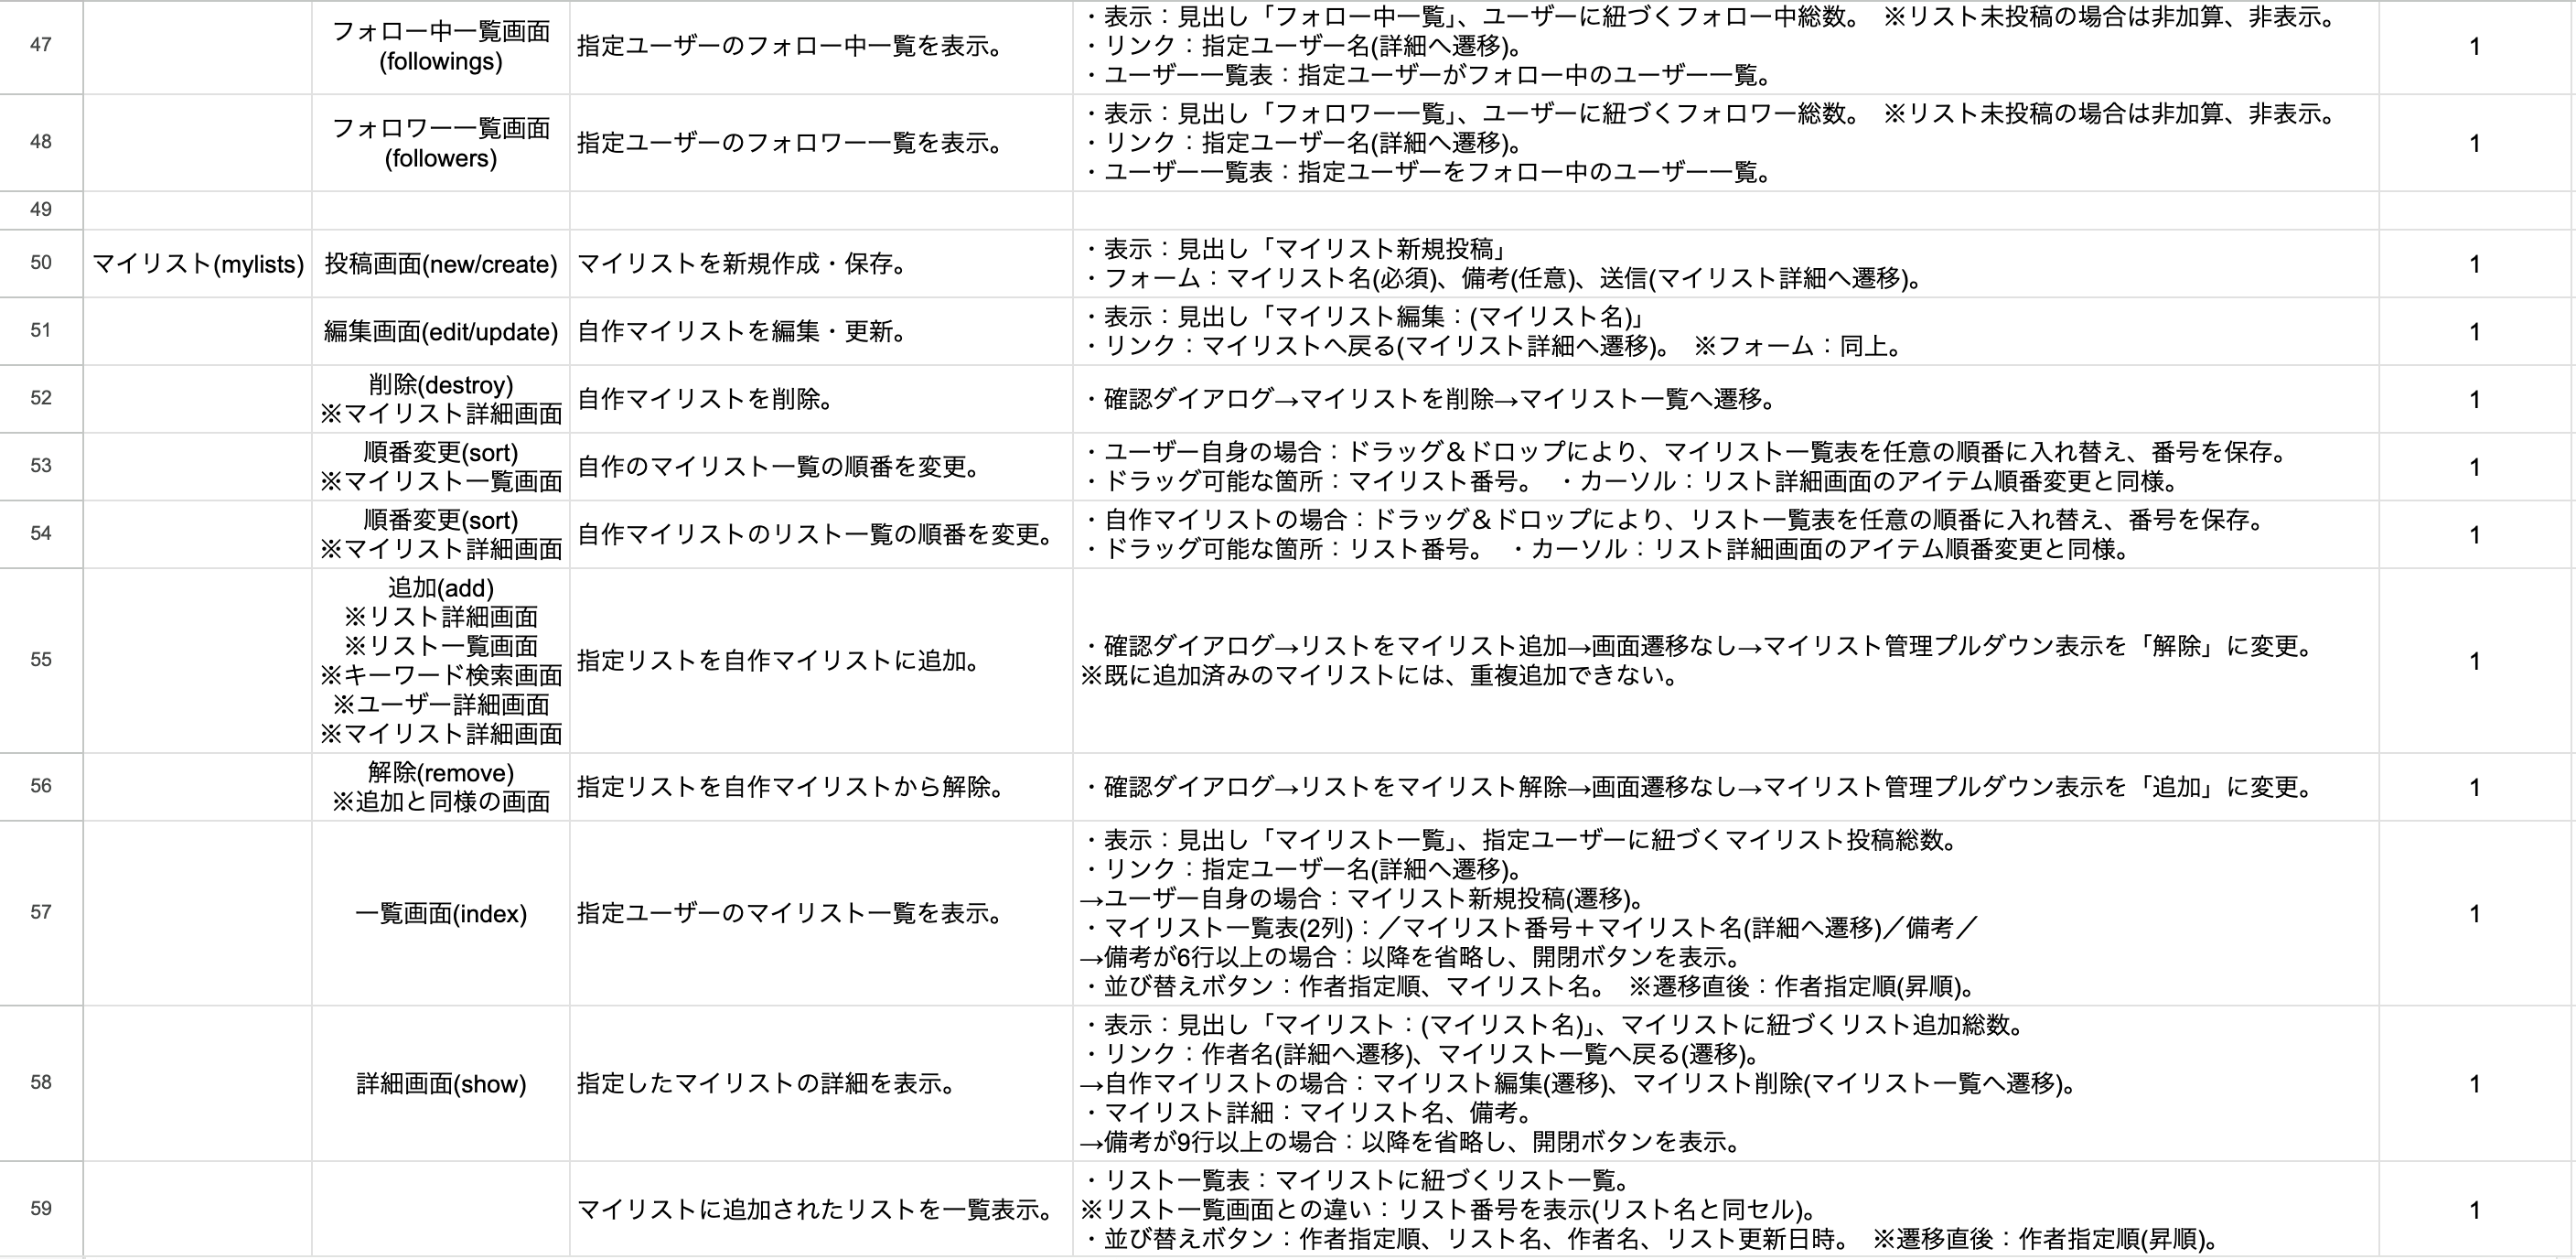 47
フォロー中一覧画面
(followings)
指定ユーザーのフォロー中一覧を表示。
・表示：見出し「フォロー中一覧」、ユーザーに紐づくフォロー中総数。 ※リスト未投稿の場合は非加算、非表示。
・リンク：指定ユーザー名(詳細へ遷移)。
・ユーザー一覧表：指定ユーザーがフォロー中のユーザー一覧。
1
48
フォロワー一覧画面
(followers)
指定ユーザーのフォロワー一覧を表示。
・表示：見出し「フォロワー一覧」、ユーザーに紐づくフォロワー総数。 ※リスト未投稿の場合は非加算、非表示。
・リンク：指定ユーザー名(詳細へ遷移)。
・ユーザー一覧表：指定ユーザーをフォロー中のユーザー一覧。
1
49
50
マイリスト(mylists)
投稿画面(new/create)
マイリストを新規作成・保存。
・表示：見出し「マイリスト新規投稿」
・フォーム：マイリスト名(必須)、備考(任意)、送信(マイリスト詳細へ遷移)。
1
51
編集画面(edit/update)
自作マイリストを編集・更新。
・表示：見出し「マイリスト編集：(マイリスト名)」
・リンク：マイリストへ戻る(マイリスト詳細へ遷移)。 ※フォーム：同上。
1
52
削除(destroy)
※マイリスト詳細画面
自作マイリストを削除。
・確認ダイアログ→マイリストを削除→マイリスト一覧へ遷移。
1
53
順番変更(sort)
※マイリスト一覧画面
自作のマイリスト一覧の順番を変更。
・ユーザー自身の場合：ドラッグ＆ドロップにより、マイリスト一覧表を任意の順番に入れ替え、番号を保存。
・ドラッグ可能な箇所：マイリスト番号。 ・カーソル：リスト詳細画面のアイテム順番変更と同様。
1
54
順番変更(sort)
※マイリスト詳細画面
自作マイリストのリスト一覧の順番を変更。
・自作マイリストの場合：ドラッグ＆ドロップにより、リスト一覧表を任意の順番に入れ替え、番号を保存。
・ドラッグ可能な箇所：リスト番号。 ・カーソル：リスト詳細画面のアイテム順番変更と同様。
1
55
追加(add)
※リスト詳細画面
※リスト一覧画面
※キーワード検索画面
※ユーザー詳細画面
※マイリスト詳細画面
指定リストを自作マイリストに追加。
・確認ダイアログ→リストをマイリスト追加→画面遷移なし→マイリスト管理プルダウン表示を「解除」に変更。
※既に追加済みのマイリストには、重複追加できない。
1
56
解除(remove)
※追加と同様の画面
指定リストを自作マイリストから解除。
・確認ダイアログ→リストをマイリスト解除→画面遷移なし→マイリスト管理プルダウン表示を「追加」に変更。
1
57
一覧画面(index)
指定ユーザーのマイリスト一覧を表示。
・表示：見出し「マイリスト一覧」、指定ユーザーに紐づくマイリスト投稿総数。
・リンク：指定ユーザー名(詳細へ遷移)。
→ユーザー自身の場合：マイリスト新規投稿(遷移)。
・マイリスト一覧表(2列)：／マイリスト番号＋マイリスト名(詳細へ遷移)／備考／
→備考が6行以上の場合：以降を省略し、開閉ボタンを表示。
・並び替えボタン：作者指定順、マイリスト名。 ※遷移直後：作者指定順(昇順)。
1
58
詳細画面(show)
指定したマイリストの詳細を表示。
・表示：見出し「マイリスト：(マイリスト名)」、マイリストに紐づくリスト追加総数。
・リンク：作者名(詳細へ遷移)、マイリスト一覧へ戻る(遷移)。
→自作マイリストの場合：マイリスト編集(遷移)、マイリスト削除(マイリスト一覧へ遷移)。
・マイリスト詳細：マイリスト名、備考。
→備考が9行以上の場合：以降を省略し、開閉ボタンを表示。
1
59
マイリストに追加されたリストを一覧表示。
・リスト一覧表：マイリストに紐づくリスト一覧。
※リスト一覧画面との違い：リスト番号を表示(リスト名と同セル)。
・並び替えボタン：作者指定順、リスト名、作者名、リスト更新日時。 ※遷移直後：作者指定順(昇順)。
1